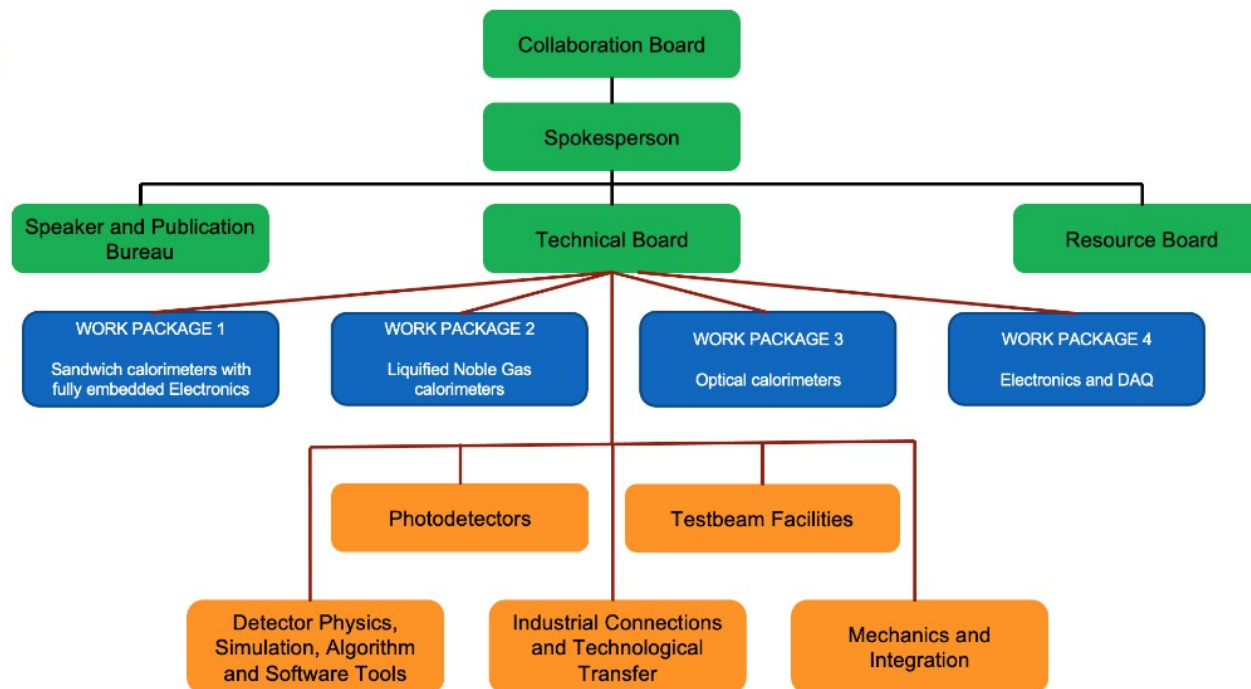 Collaboration Board
Spokesperson
Speaker and Publication
Bureau
Technical Board
Resource Board
WORK PACKAGE 1
Sandwich calorimeters with
fully embedded Electronics
WORK PACKAGE 2
Liquified Noble Gas
calorimeters
WORK PACKAGE 3
Optical calorimeters
WORK PACKAGE 4
Electronics and DAQ
Photodetectors
Testbeam Facilities
Detector Physics,
Simulation, Algorithm
and Software Tools
Industrial Connections
and Technological
Transfer
Mechanics and
Integration